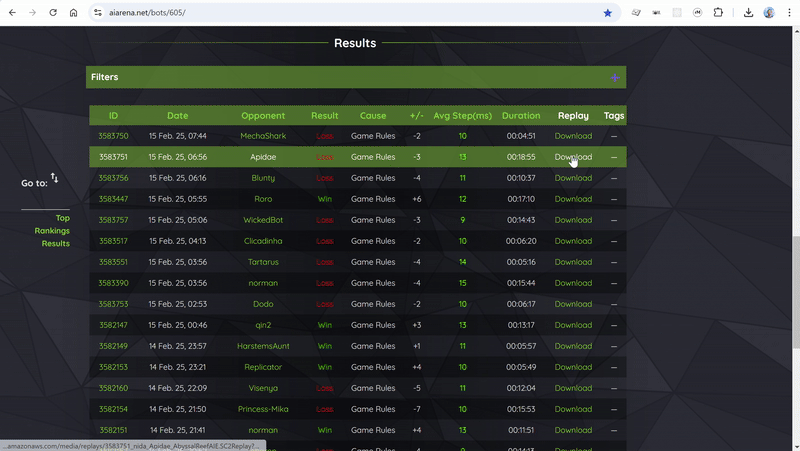 aiarena.net/bots/605/
Results
Filters
+
ID Date Opponent Result Cause +/- Avg Step(ms) Duration Replay Tags
3583750 15 Feb. 25, 07:44 MechaShark Loss Game Rules -2 10 00:04:51 Download —
3583751 15 Feb. 25, 06:56 Apidae Loss Game Rules -3 13 00:18:55 Download —
3583756 15 Feb. 25, 06:16 Blunty Loss Game Rules -4 11 00:10:37 Download —
3583447 15 Feb. 25, 05:55 Roro Win Game Rules +6 12 00:17:10 Download —
3583757 15 Feb. 25, 05:06 WickedBot Loss Game Rules -3 9 00:14:43 Download —
3583517 15 Feb. 25, 04:13 Clicadinha Loss Game Rules -2 10 00:06:20 Download —
3583551 15 Feb. 25, 03:56 Tartarus Loss Game Rules -4 14 00:05:16 Download —
3583390 15 Feb. 25, 03:56 norman Loss Game Rules -4 15 00:05:44 Download —
3583753 15 Feb. 25, 02:53 Dodo Loss Game Rules -2 10 00:06:17 Download —
3582147 15 Feb. 25, 00:46 qin2 Win Game Rules +3 13 00:13:17 Download —
3582149 14 Feb. 25, 23:57 HarstemsAunt Win Game Rules +1 11 00:05:57 Download —
3582153 14 Feb. 25, 23:21 Replicator Win Game Rules +4 10 00:05:49 Download —
3582160 14 Feb. 25, 22:09 Visenya Loss Game Rules -5 11 00:12:04 Download —
3582154 14 Feb. 25, 21:50 Princess-Mika Loss Game Rules -7 10 00:15:53 Download —
3582151 14 Feb. 25, 21:41 norman Win Game Rules +4 13 00:11:51 Download —
Go to:
Top
Rankings
Results
...amazonaws.com/media/replays/3583751_nida_Apidae_AbyssalReefAIE.SC2Replay?...